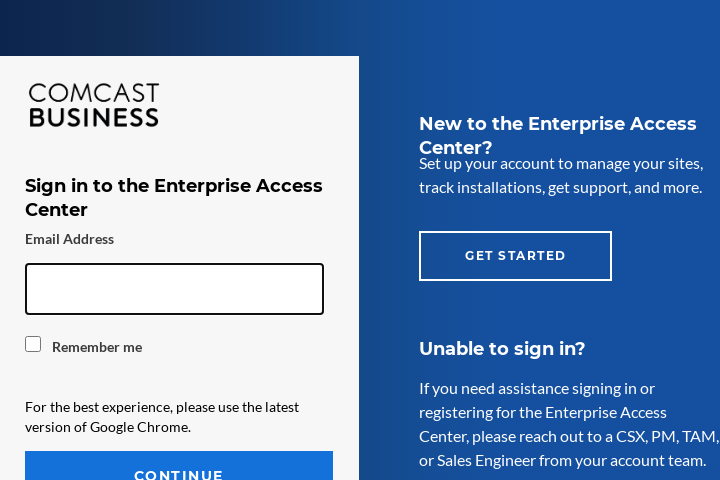 COMCAST
BUSINESS
Sign in to the Enterprise Access
Center
Email Address
Remember me
For the best experience, please use the latest
version of Google Chrome.
CONTINUE
New to the Enterprise Access
Center?
Set up your account to manage your sites,
track installations, get support, and more.
GET STARTED
Unable to sign in?
If you need assistance signing in or
registering for the Enterprise Access
Center, please reach out to a CSX, PM, TAM,
or Sales Engineer from your account team.